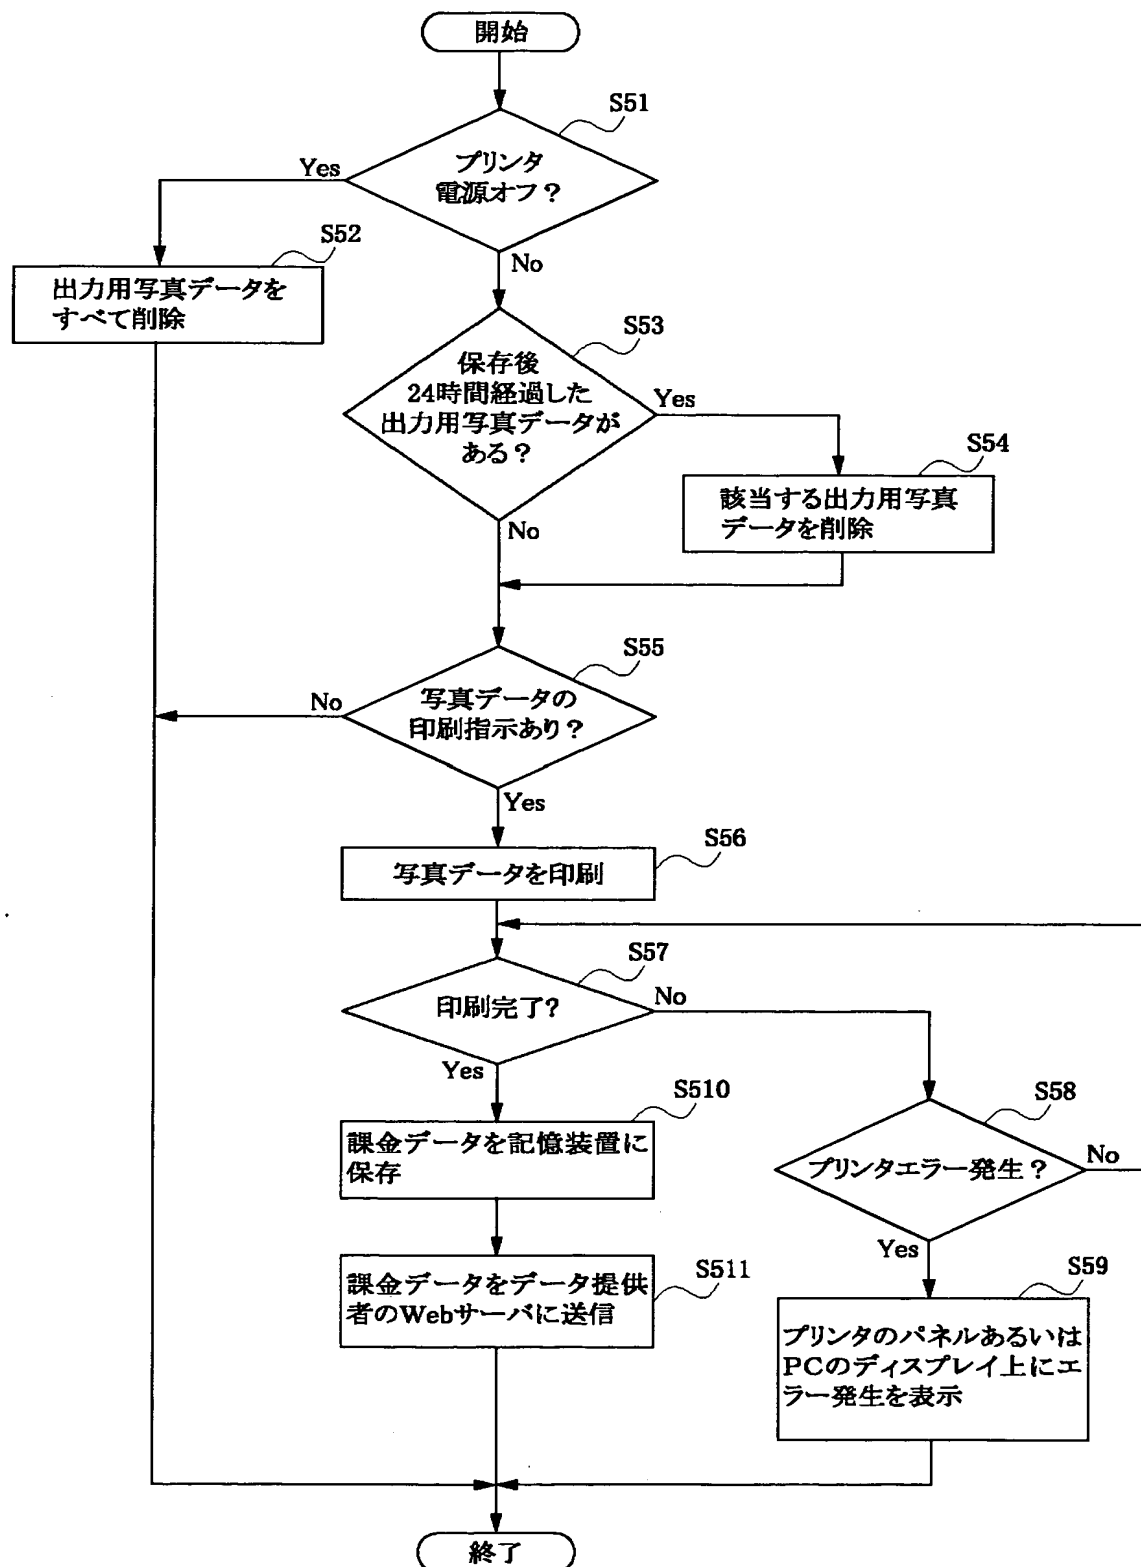 開始
S51
プリンタ
電源オフ?
Yes
No
S52
出力用写真データを
すべて削除
S53
保存後
24時間経過した
出力用写真データが
ある?
Yes
No
S54
該当する出力用写真
データを削除
S55
写真データの
印刷指示あり?
No
Yes
S56
写真データを印刷
S57
印刷完了?
No
Yes
S58
プリンタエラー発生?
No
Yes
S510
課金データを記憶装置に
保存
S511
課金データをデータ提供
者のWebサーバに送信
S59
プリンタのパネルあるいは
PCのディスプレイ上にエ
ラー発生を表示
終了